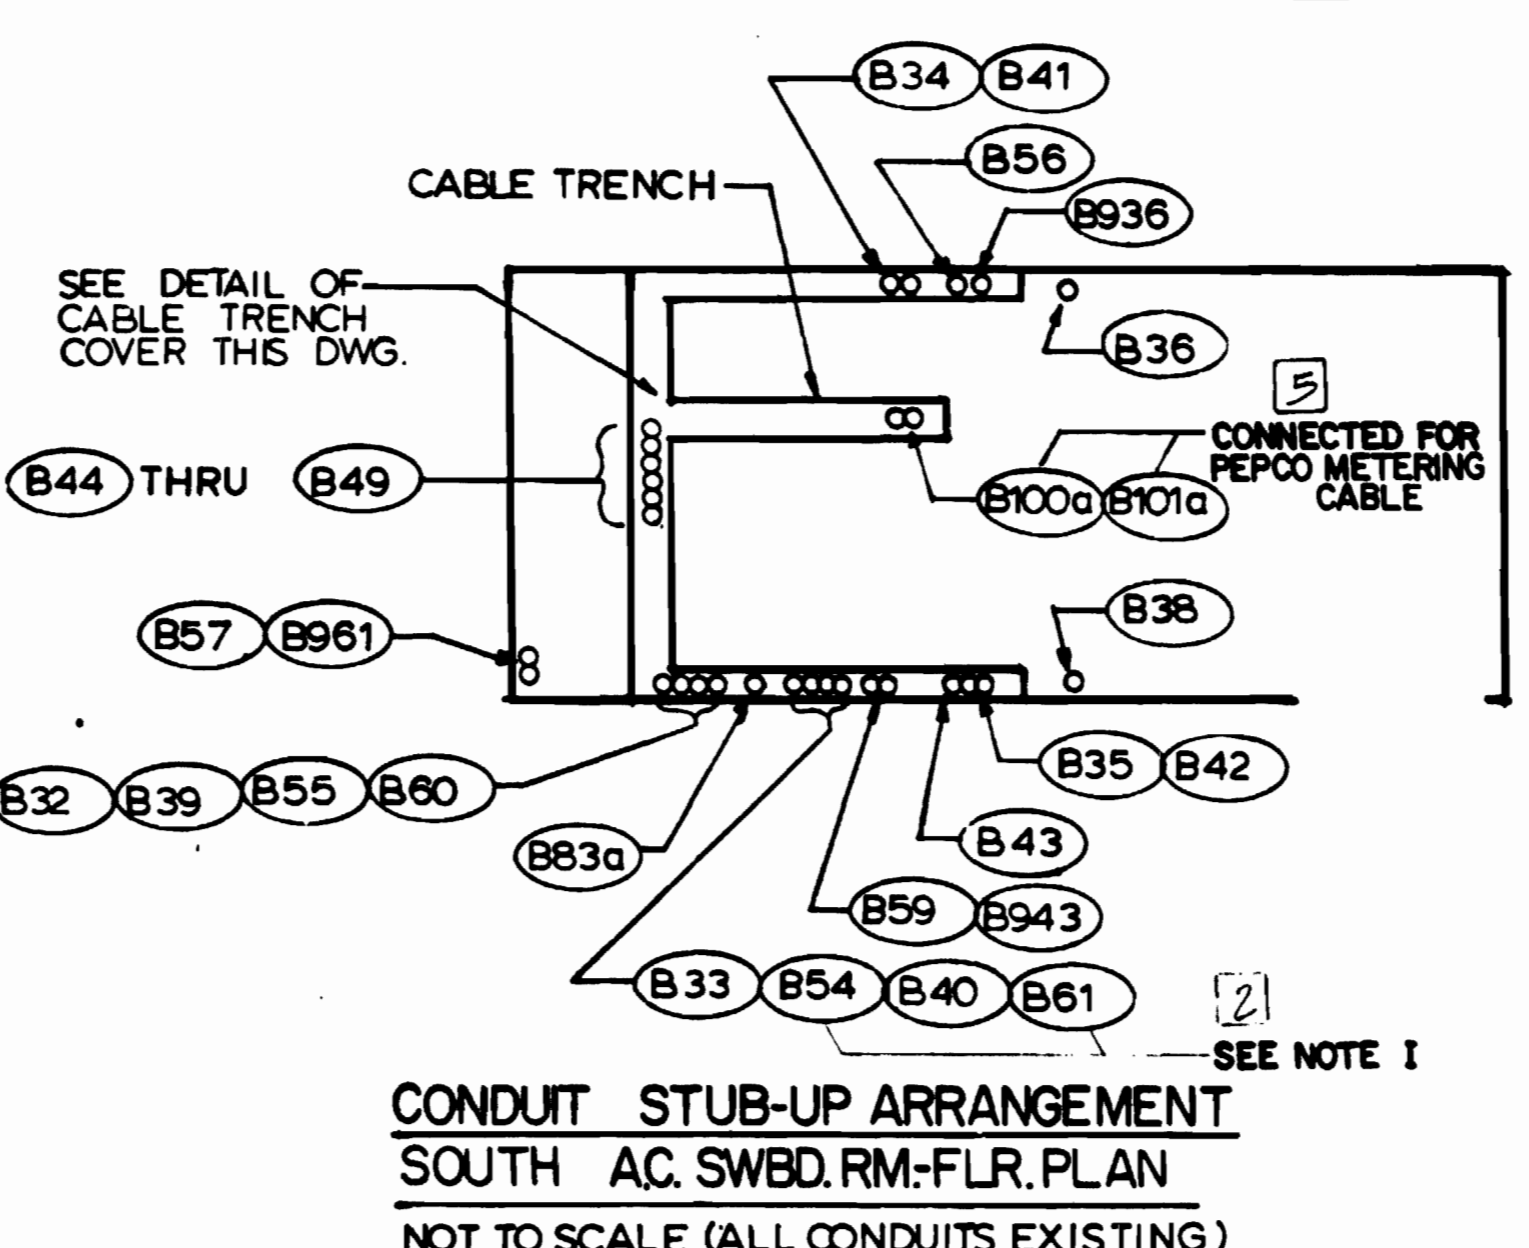 B34 B41
B56
CABLE TRENCH
B936
SEE DETAIL OF
CABLE TRENCH
COVER THIS DWG.
B36
5
CONNECTED FOR
PEPCO METERING
CABLE
B44 THRU B49
B100a B101a
B57 B961
B38
B32 B39 B55 B60
B35 B42
B83a
B43
B59 B943
B33 B54 B40 B61
2
SEE NOTE I
CONDUIT STUB-UP ARRANGEMENT
SOUTH A.C. SWBD. RM.-FLR. PLAN
NOT TO SCALE (ALL CONDUITS EXISTING)